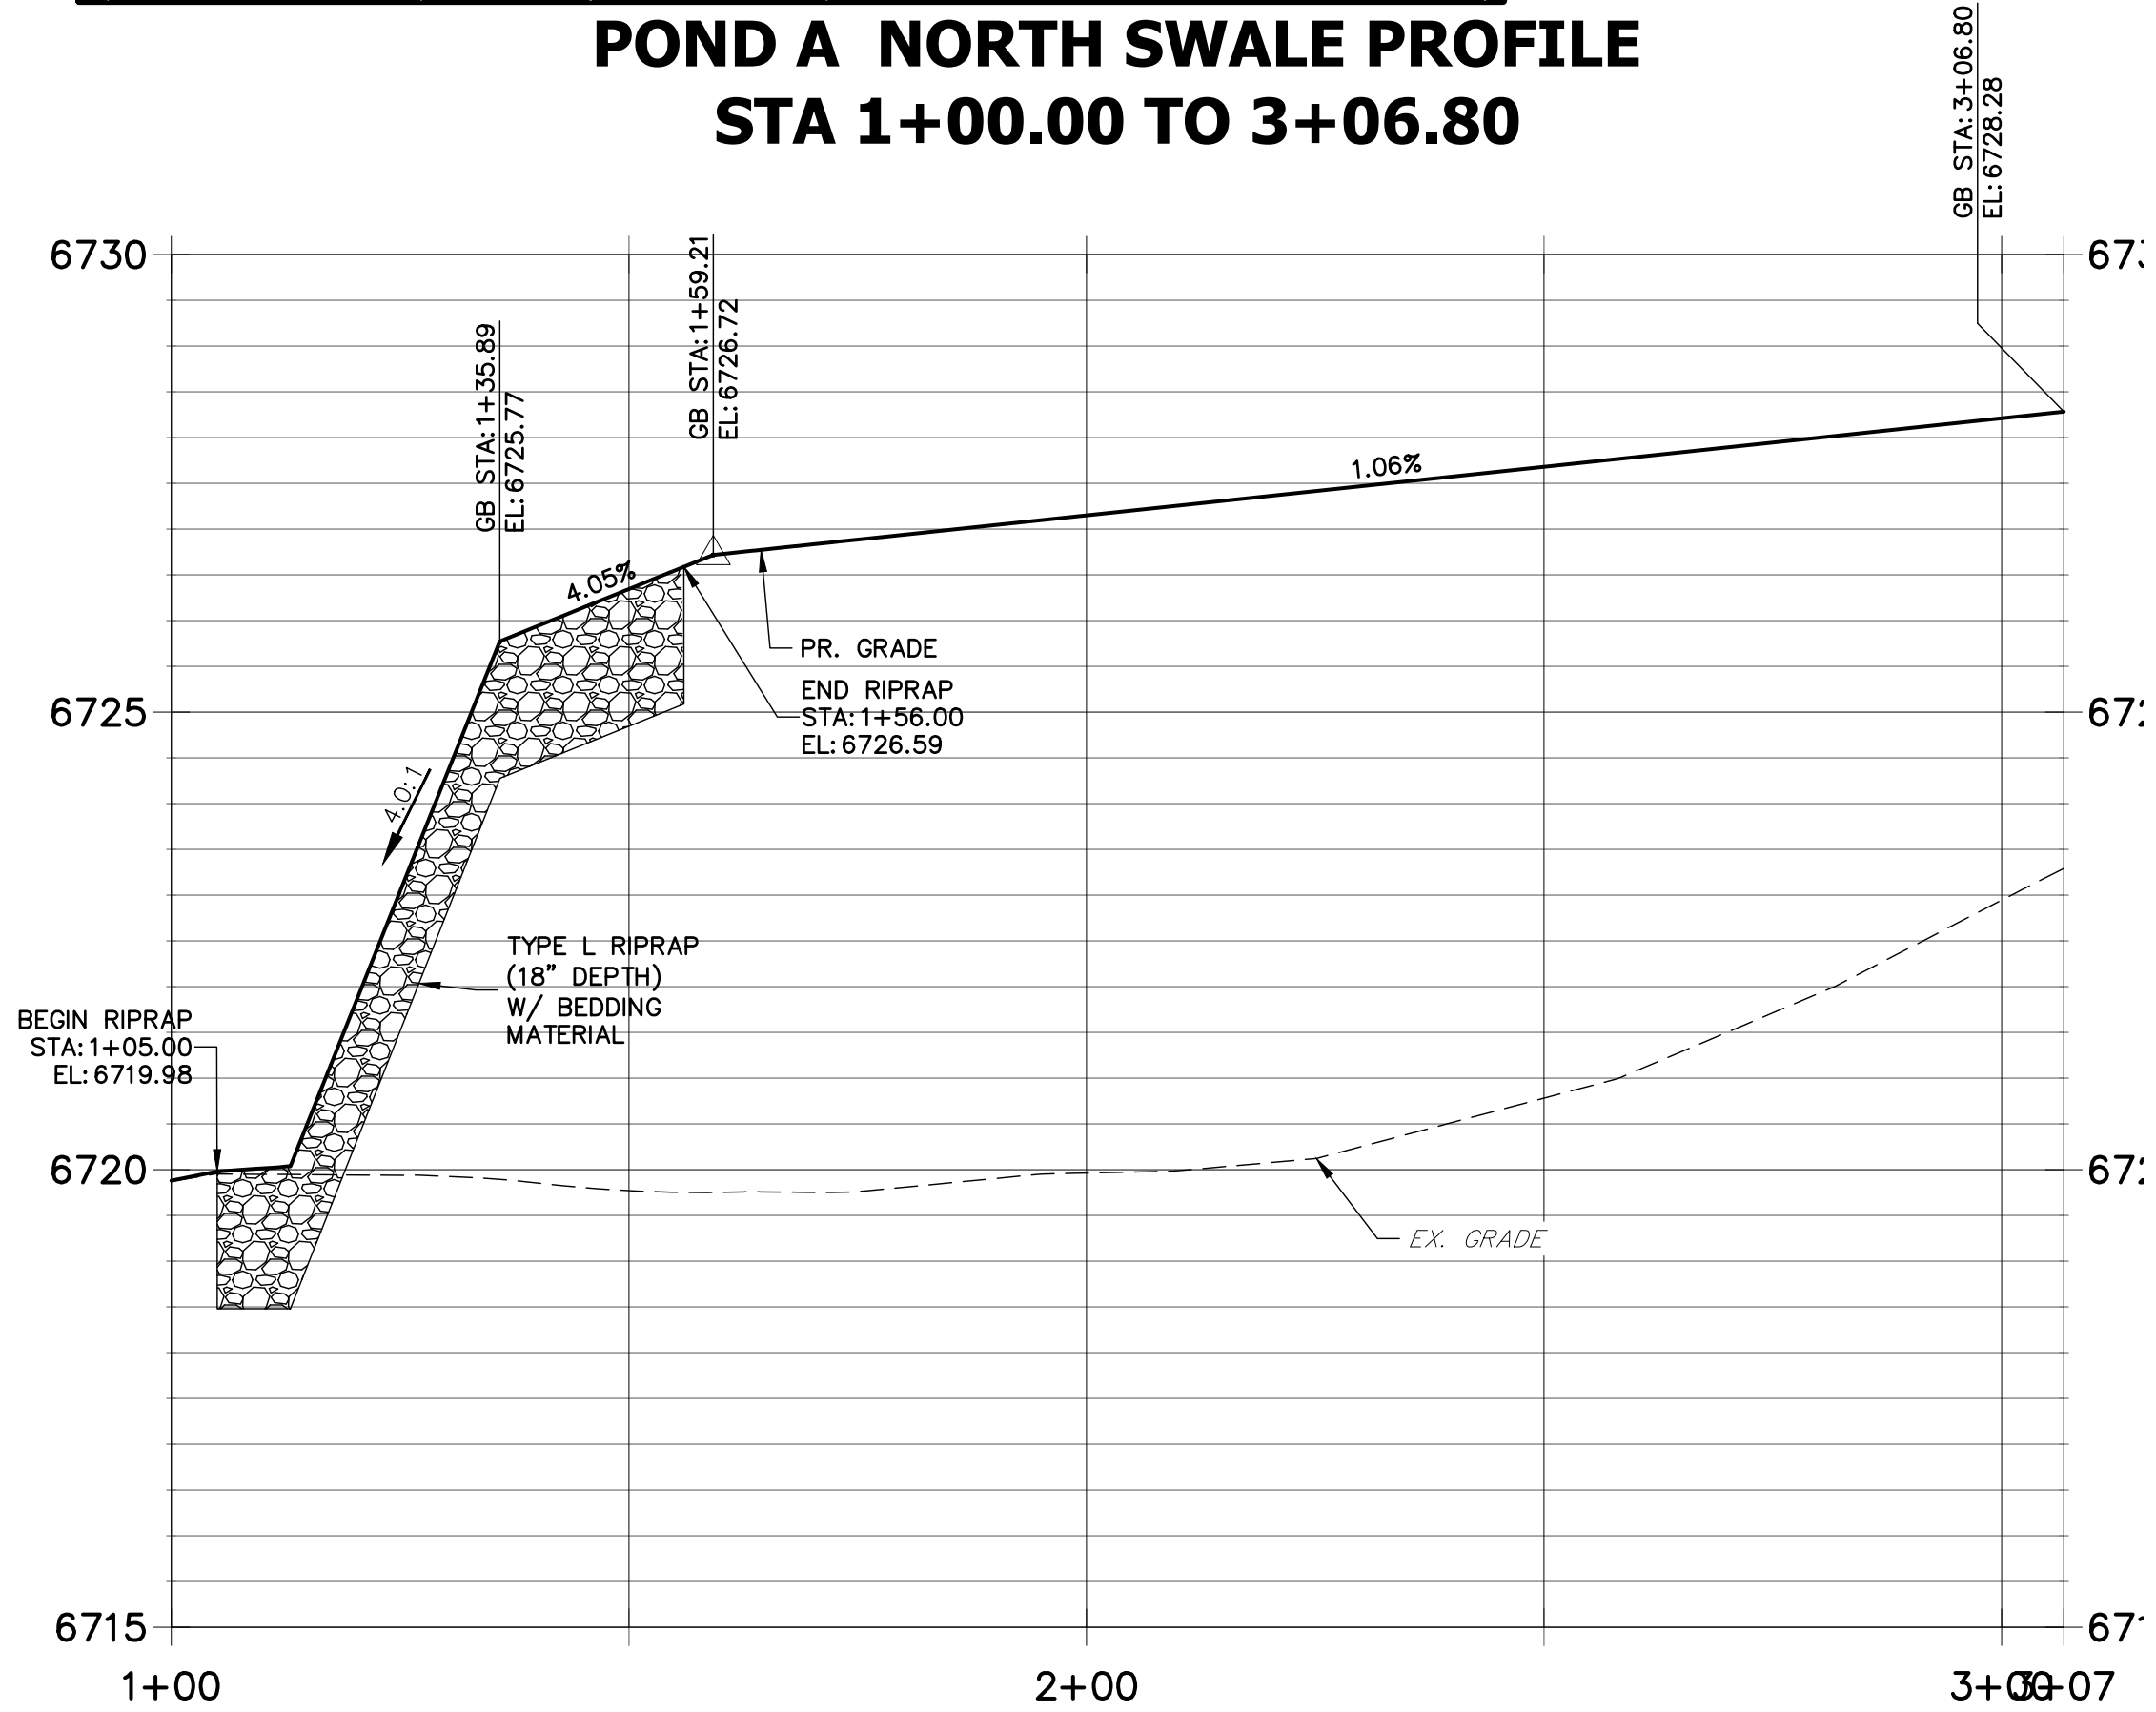 POND A NORTH SWALE PROFILE
STA 1+00.00 TO 3+06.80
GB STA: 3+06.80
EL: 6728.28
6730
GB STA: 1+59.21
EL: 6726.72
GB STA: 1+35.89
EL: 6725.77
1.06%
4.05%
PR. GRADE
END RIPRAP
STA: 1+56.00
EL: 6726.59
6725
4.0:1
TYPE L RIPRAP
(18" DEPTH)
W/ BEDDING
MATERIAL
BEGIN RIPRAP
STA: 1+05.00
EL: 6719.98
6720
EX. GRADE
6715
1+00
2+00
3+00
3+07